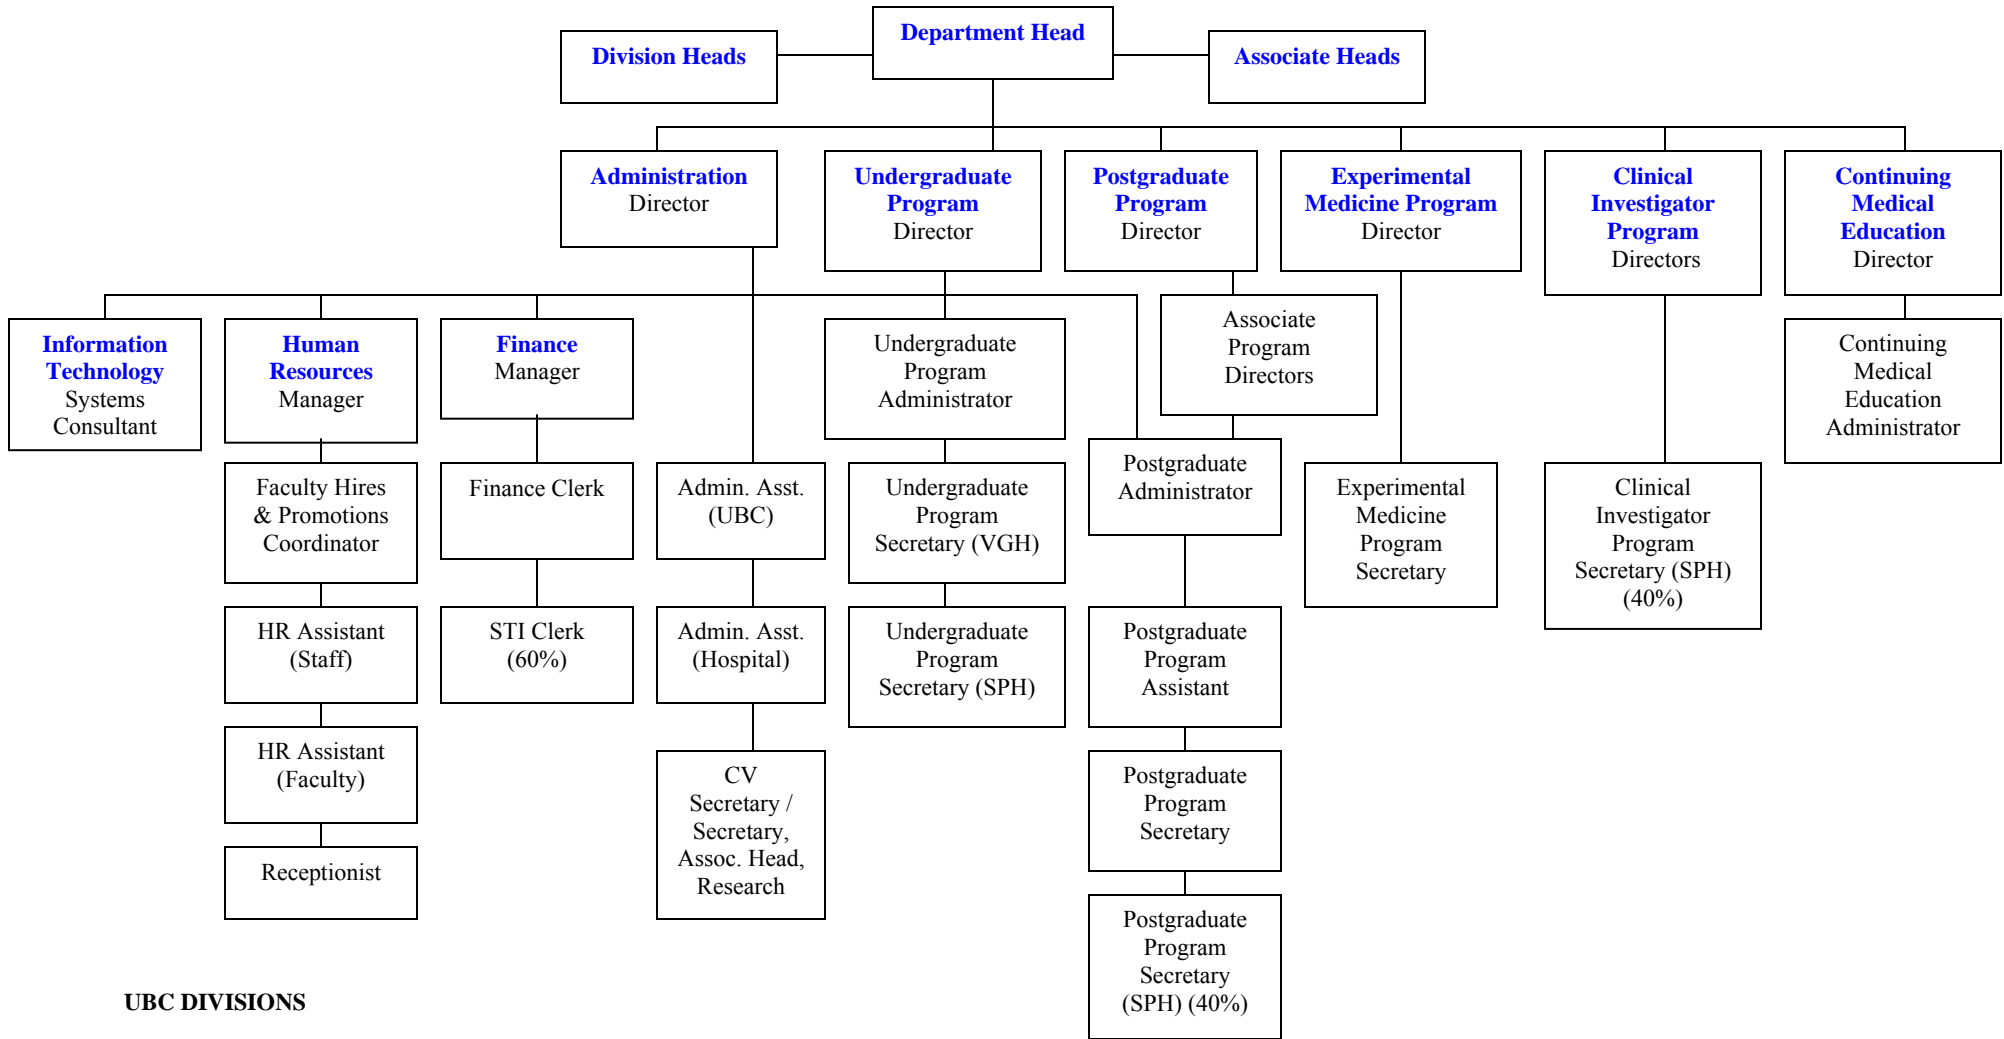 Department Head
Division Heads
Associate Heads
Administration
Director
Undergraduate
Program
Director
Postgraduate
Program
Director
Experimental
Medicine Program
Director
Clinical
Investigator
Program
Directors
Continuing
Medical
Education
Director
Information
Technology
Systems
Consultant
Human
Resources
Manager
Finance
Manager
Undergraduate
Program
Administrator
Associate
Program
Directors
Continuing
Medical
Education
Administrator
Faculty Hires
& Promotions
Coordinator
Finance Clerk
Admin. Asst.
(UBC)
Undergraduate
Program
Secretary (VGH)
Postgraduate
Administrator
Experimental
Medicine
Program
Secretary
Clinical
Investigator
Program
Secretary (SPH)
(40%)
HR Assistant
(Staff)
STI Clerk
(60%)
Admin. Asst.
(Hospital)
Undergraduate
Program
Secretary (SPH)
Postgraduate
Program
Assistant
HR Assistant
(Faculty)
CV
Secretary /
Secretary,
Assoc. Head,
Research
Postgraduate
Program
Secretary
Receptionist
Postgraduate
Program
Secretary
(SPH) (40%)
UBC DIVISIONS